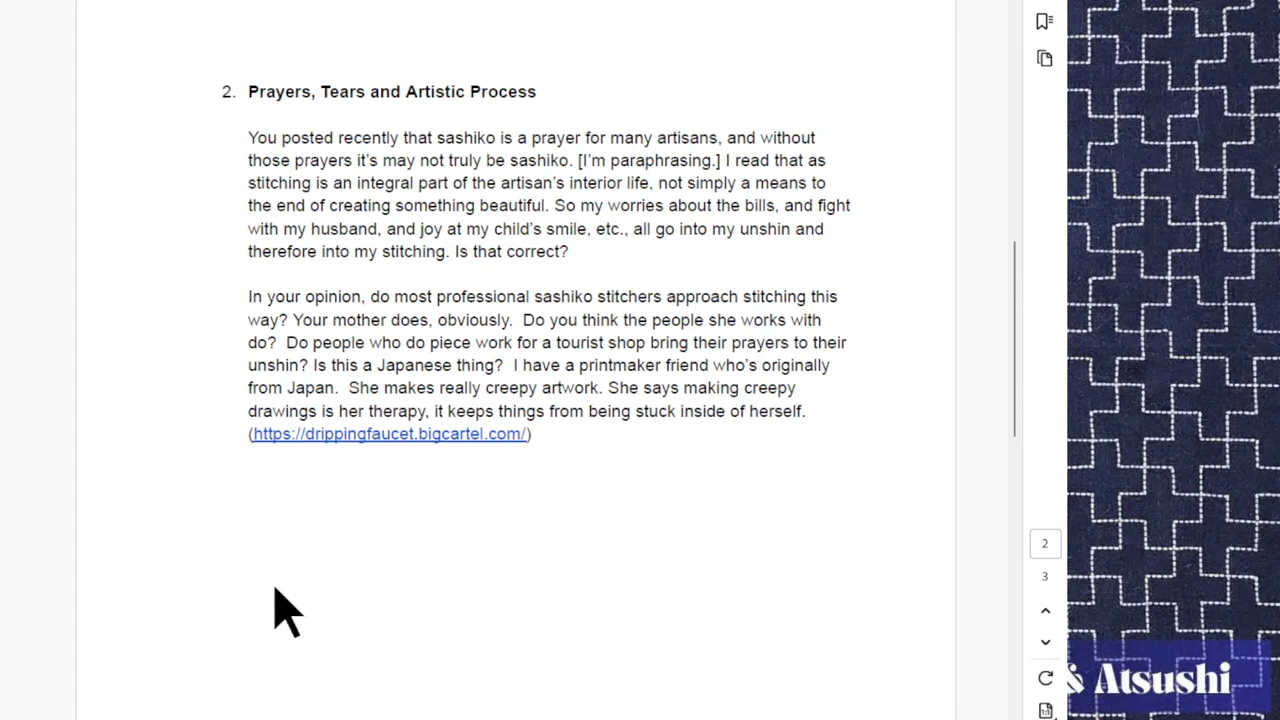 2. Prayers, Tears and Artistic Process
You posted recently that sashiko is a prayer for many artisans, and without
those prayers it's may not truly be sashiko. [I'm paraphrasing.] I read that as
stitching is an integral part of the artisan's interior life, not simply a means to
the end of creating something beautiful. So my worries about the bills, and fight
with my husband, and joy at my child's smile, etc., all go into my unshin and
therefore into my stitching. Is that correct?
In your opinion, do most professional sashiko stitchers approach stitching this
way? Your mother does, obviously. Do you think the people she works with
do? Do people who do piece work for a tourist shop bring their prayers to their
unshin? Is this a Japanese thing? I have a printmaker friend who's originally
from Japan. She makes really creepy artwork. She says making creepy
drawings is her therapy, it keeps things from being stuck inside of herself.
(https://drippingfaucet.bigcartel.com/)
2
3
1:1
& Atsushi